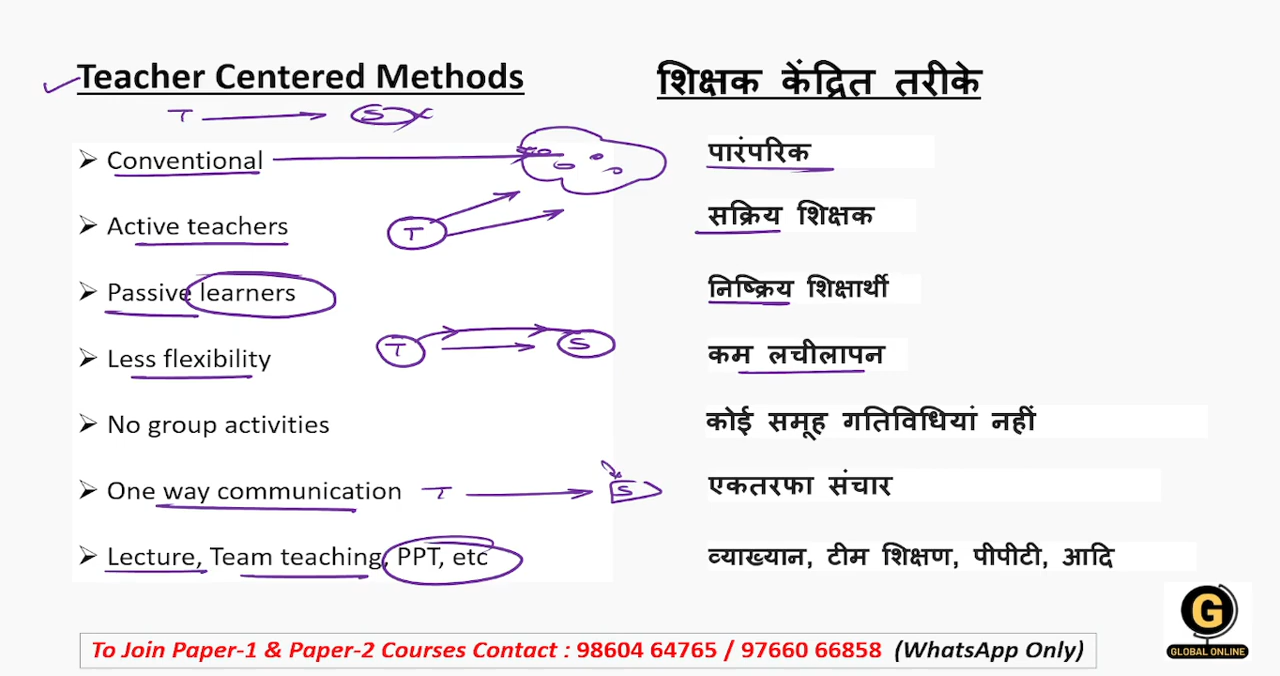 Teacher Centered Methods
शिक्षक केंद्रित तरीके
T S
➢ Conventional
पारंपरिक
➢ Active teachers
सक्रिय शिक्षक
T
➢ Passive learners
निष्क्रिय शिक्षार्थी
T S
➢ Less flexibility
कम लचीलापन
➢ No group activities
कोई समूह गतिविधियां नहीं
➢ One way communication T S
एकतरफा संचार
➢ Lecture, Team teaching, PPT, etc
व्याख्यान, टीम शिक्षण, पीपीटी, आदि
G
GLOBAL ONLINE
To Join Paper-1 & Paper-2 Courses Contact : 98604 64765 / 97660 66858 (WhatsApp Only)